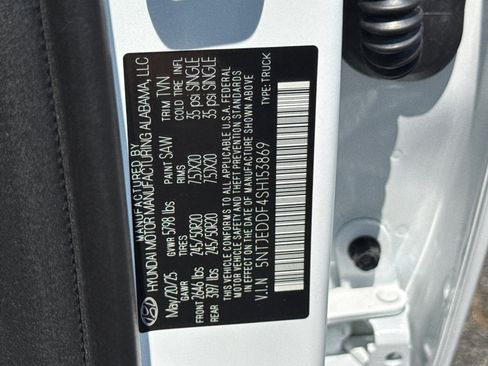 MANUFACTURED BY
HYUNDAI MOTOR MANUFACTURING ALABAMA, LLC
May/20/25 GVWR 5798 lbs PAINT SAW TRIM TVN
GAWR TIRES RIMS COLD TIRE INFL
FRONT 2646 lbs 245/50R20 7.5JX20 35 psi SINGLE
REAR 3197 lbs 245/50R20 7.5JX20 35 psi SINGLE
THIS VEHICLE CONFORMS TO ALL APPLICABLE U.S.A. FEDERAL
MOTOR VEHICLE SAFETY, BUMPER AND THEFT PREVENTION STANDARDS
IN EFFECT ON THE DATE OF MANUFACTURE SHOWN ABOVE.
V.I.N 5NTJEDDF4SH153869 TYPE: TRUCK